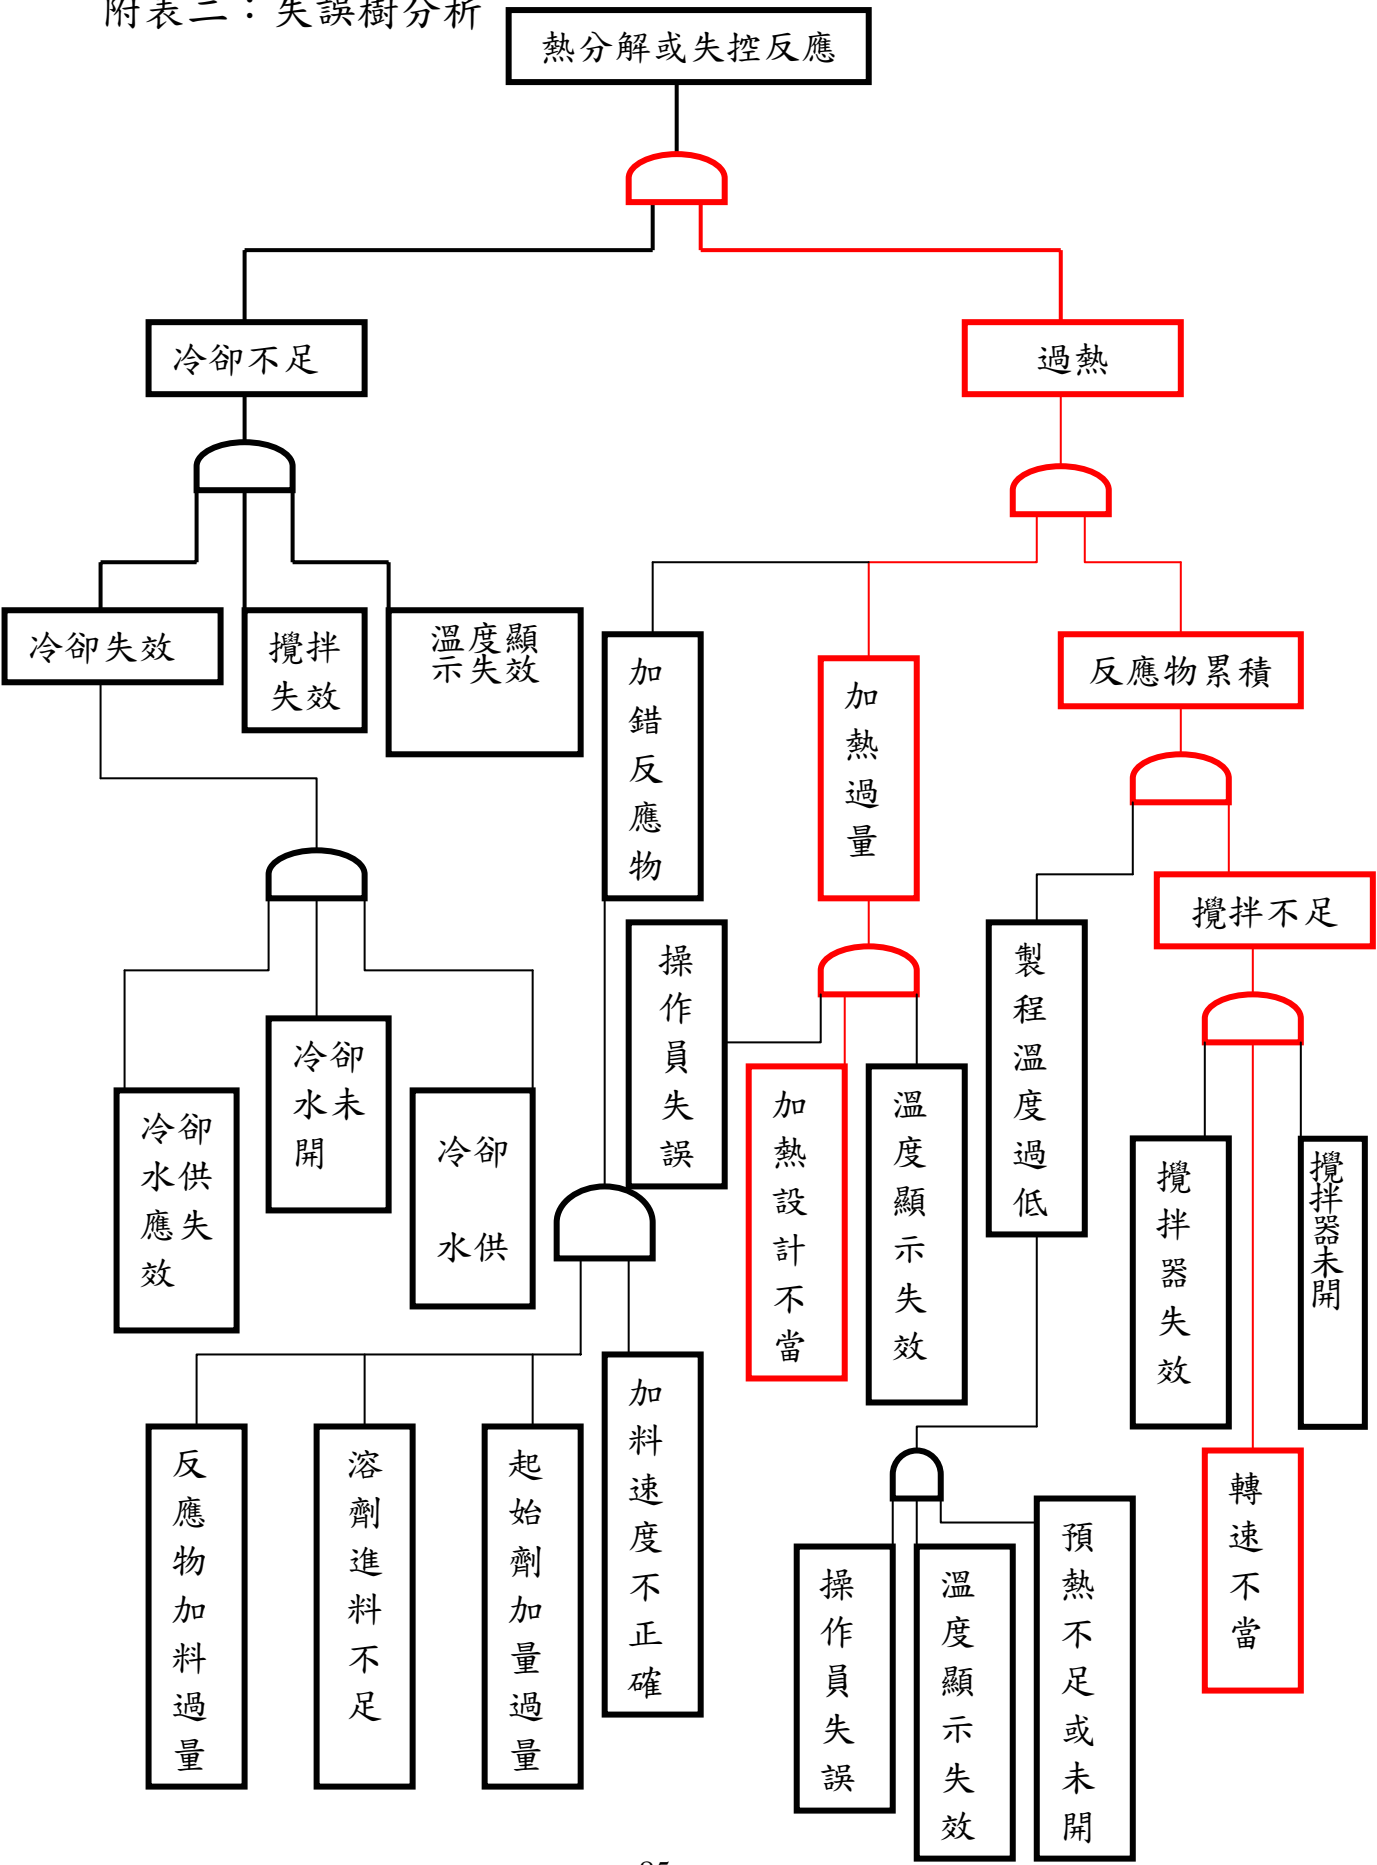 附表三：失誤樹分析
熱分解或失控反應
冷卻不足
過熱
冷卻失效
攪拌
失效
溫度顯
示失效
加錯反應物
加熱過量
反應物累積
攪拌不足
操作員失誤
製程溫度過低
冷卻
水供
應失
效
冷卻
水未
開
冷卻
水供
加熱設計不當
溫度顯示失效
攪拌器失效
攪拌器未開
反應物加料過量
溶劑進料不足
起始劑加量過量
加料速度不正確
操作員失誤
溫度顯示失效
預熱不足或未開
轉速不當